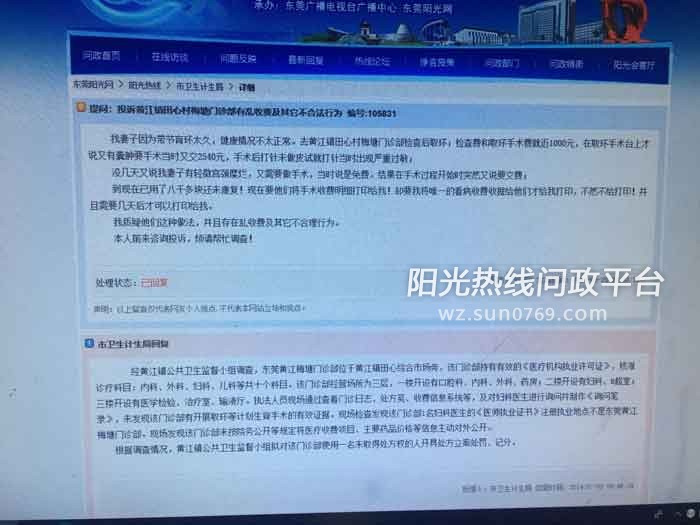 承办：东莞广播电视台广播中心 东莞阳光网
问政首页 在线访谈 问题反映 最新回复 热线论坛 诤言良策 问政部门 问政榜单 阳光会客厅
东莞阳光网 > 阳光热线 > 市卫生计生局 > 详细
提问：投诉黄江镇田心村梅塘门诊部有乱收费及其它不合法行为 编号:105831
我妻子因为带节育环太久，健康情况不太正常。去黄江镇田心村梅塘门诊部检查后取环；检查费和取环手术费就近1000元，在取环手术台上才
说又有囊肿要手术当时又交2540元，手术后打针未做皮试就打针当时出现严重过敏；
没几天又说我妻子有轻微宫颈糜烂，又需要做手术，当时说是免费。结果在手术过程开始时突然又说要交费；
到现在已用了八千多块还未康复！现在要他们将手术收费明细打印给我！却要我将唯一的看病收费收据给他们才给我打印，不然不给打印！并
且需要几天后才可以打印给我。
我质疑他们这种做法，并且存在乱收费及其它不合理行为。
本人前来咨询投诉，烦请帮忙调查！
处理状态：已回复
声明：以上留言仅代表网友个人观点，不代表本网站立场和观点。
阳光热线问政平台
wz.sun0769.com
市卫生计生局回复
经黄江镇公共卫生监督小组调查，东莞黄江梅塘门诊部位于黄江镇田心综合市场旁，该门诊部持有有效的《医疗机构执业许可证》，核准
诊疗科目：内科、外科、妇科、儿科等共十个科目。该门诊部经营场所为三层，一楼开设有口腔科、内科、外科、药房；二楼开设有妇科、B超室；
三楼开设有医学检验、治疗室、输液厅。执法人员现场通过查看门诊日志、处方笺、收费信息系统等，及对妇科医生进行询问并制作《询问笔
录》，未发现该门诊部有开展取环等计划生育手术的有效证据。现场检查发现该门诊部1名妇科医生的《医师执业证书》注册执业地点不是东莞黄江
梅塘门诊部。现场发现该门诊部未按院务公开等规定将医疗收费项目、主要药品价格等信息主动对外公开。
根据调查情况，黄江镇公共卫生监督小组拟对该门诊部使用一名未取得处方权的人开具处方立案处罚、记分。